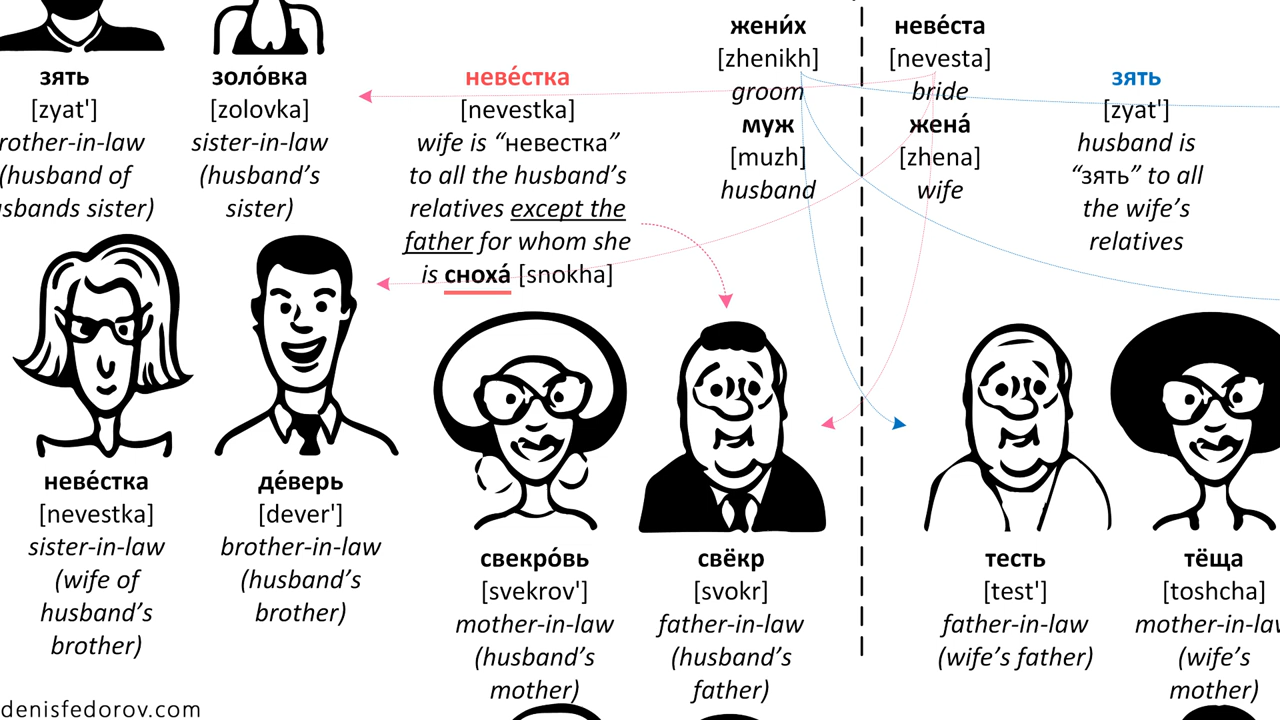 жени́х
[zhenikh]
groom
муж
[muzh]
husband
неве́ста
[nevesta]
bride
жена́
[zhena]
wife
зять
[zyat']
rother-in-law
(husband of
sbands sister)
золо́вка
[zolovka]
sister-in-law
(husband’s
sister)
неве́стка
[nevestka]
wife is “невестка”
to all the husband’s
relatives except the
father for whom she
is сноха́ [snokha]
зять
[zyat']
husband is
“зять” to all
the wife’s
relatives
неве́стка
[nevestka]
sister-in-law
(wife of
husband’s
brother)
де́верь
[dever']
brother-in-law
(husband’s
brother)
свекро́вь
[svekrov']
mother-in-law
(husband’s
mother)
свёкр
[svokr]
father-in-law
(husband’s
father)
тесть
[test']
father-in-law
(wife’s father)
тёща
[toshcha]
mother-in-law
(wife’s
mother)
denisfedorov.com